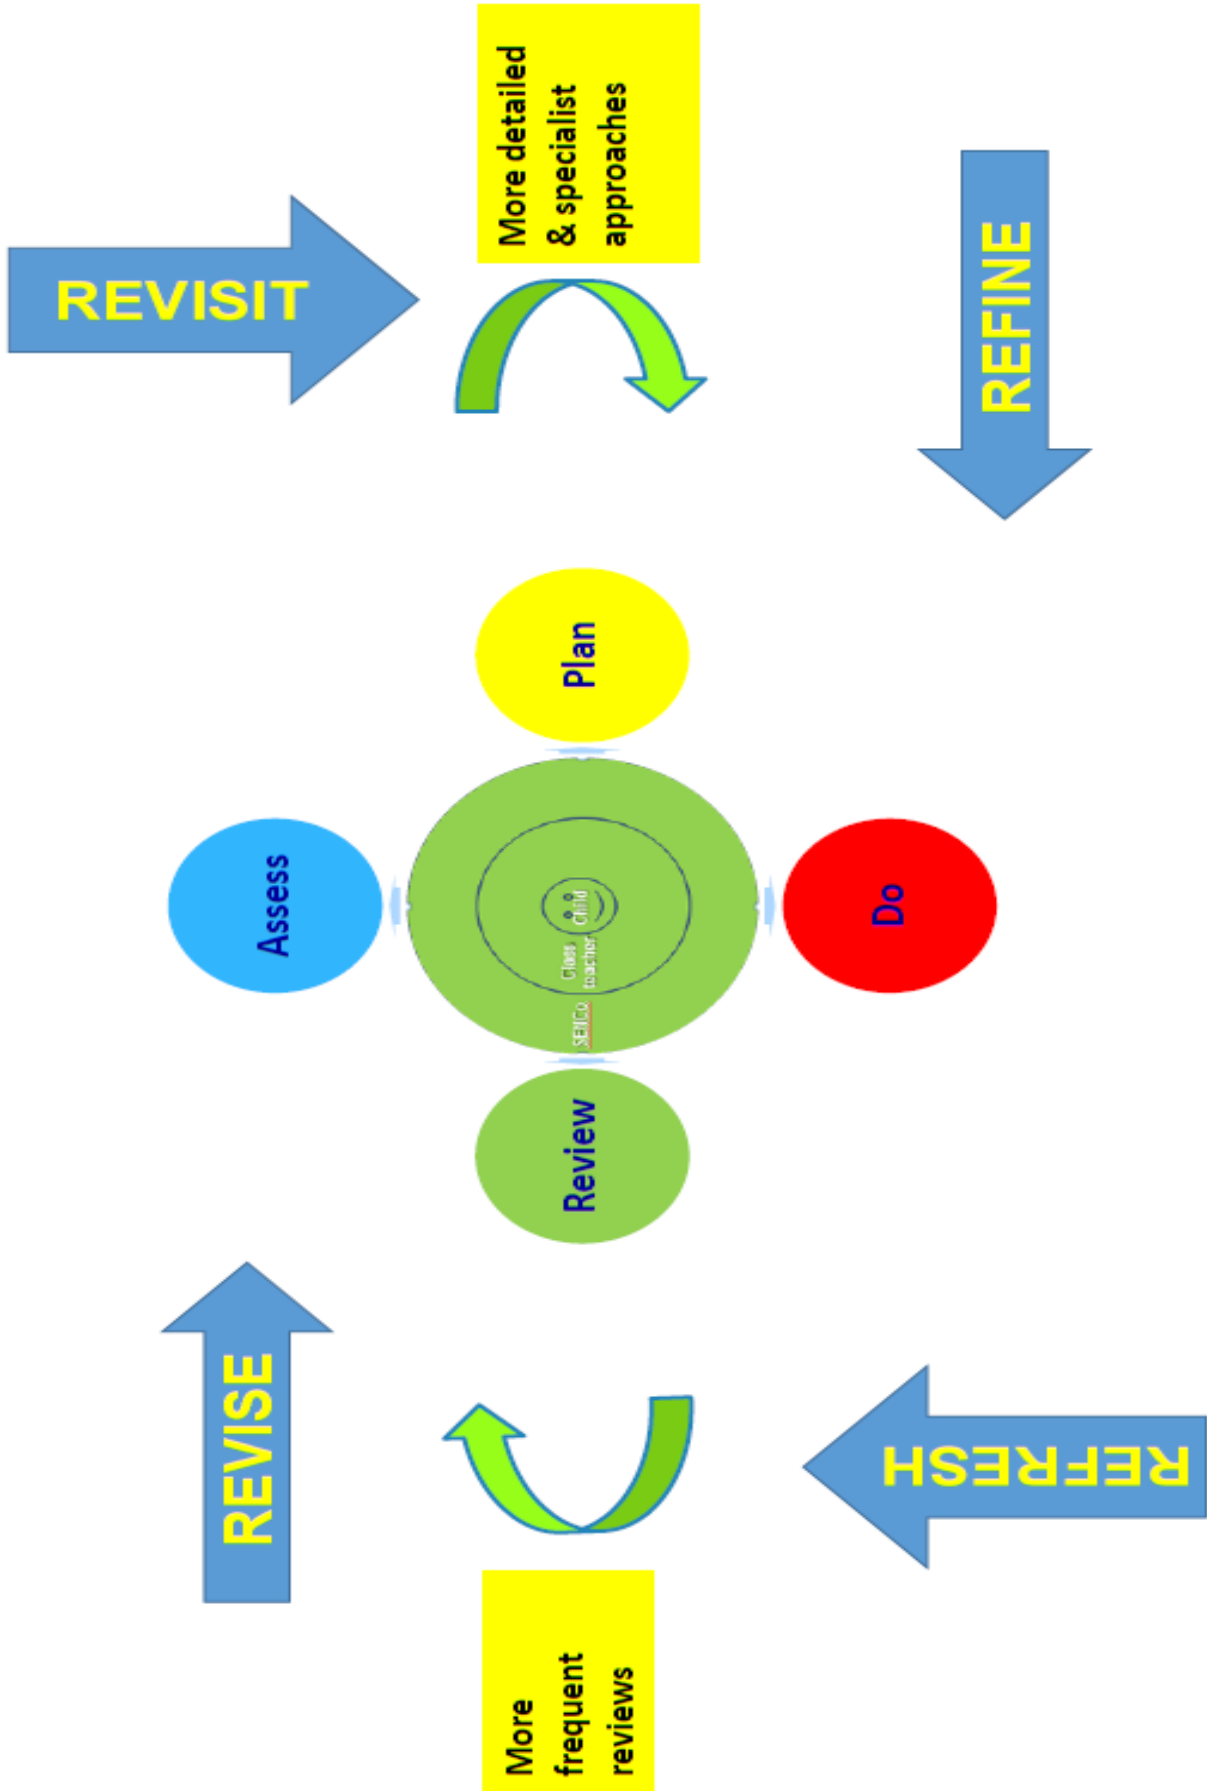 REVISIT
More detailed
& specialist
approaches
REFINE
Assess
Plan
Child
Class
teacher
SENCo
Do
Review
REVISE
REFRESH
More
frequent
reviews